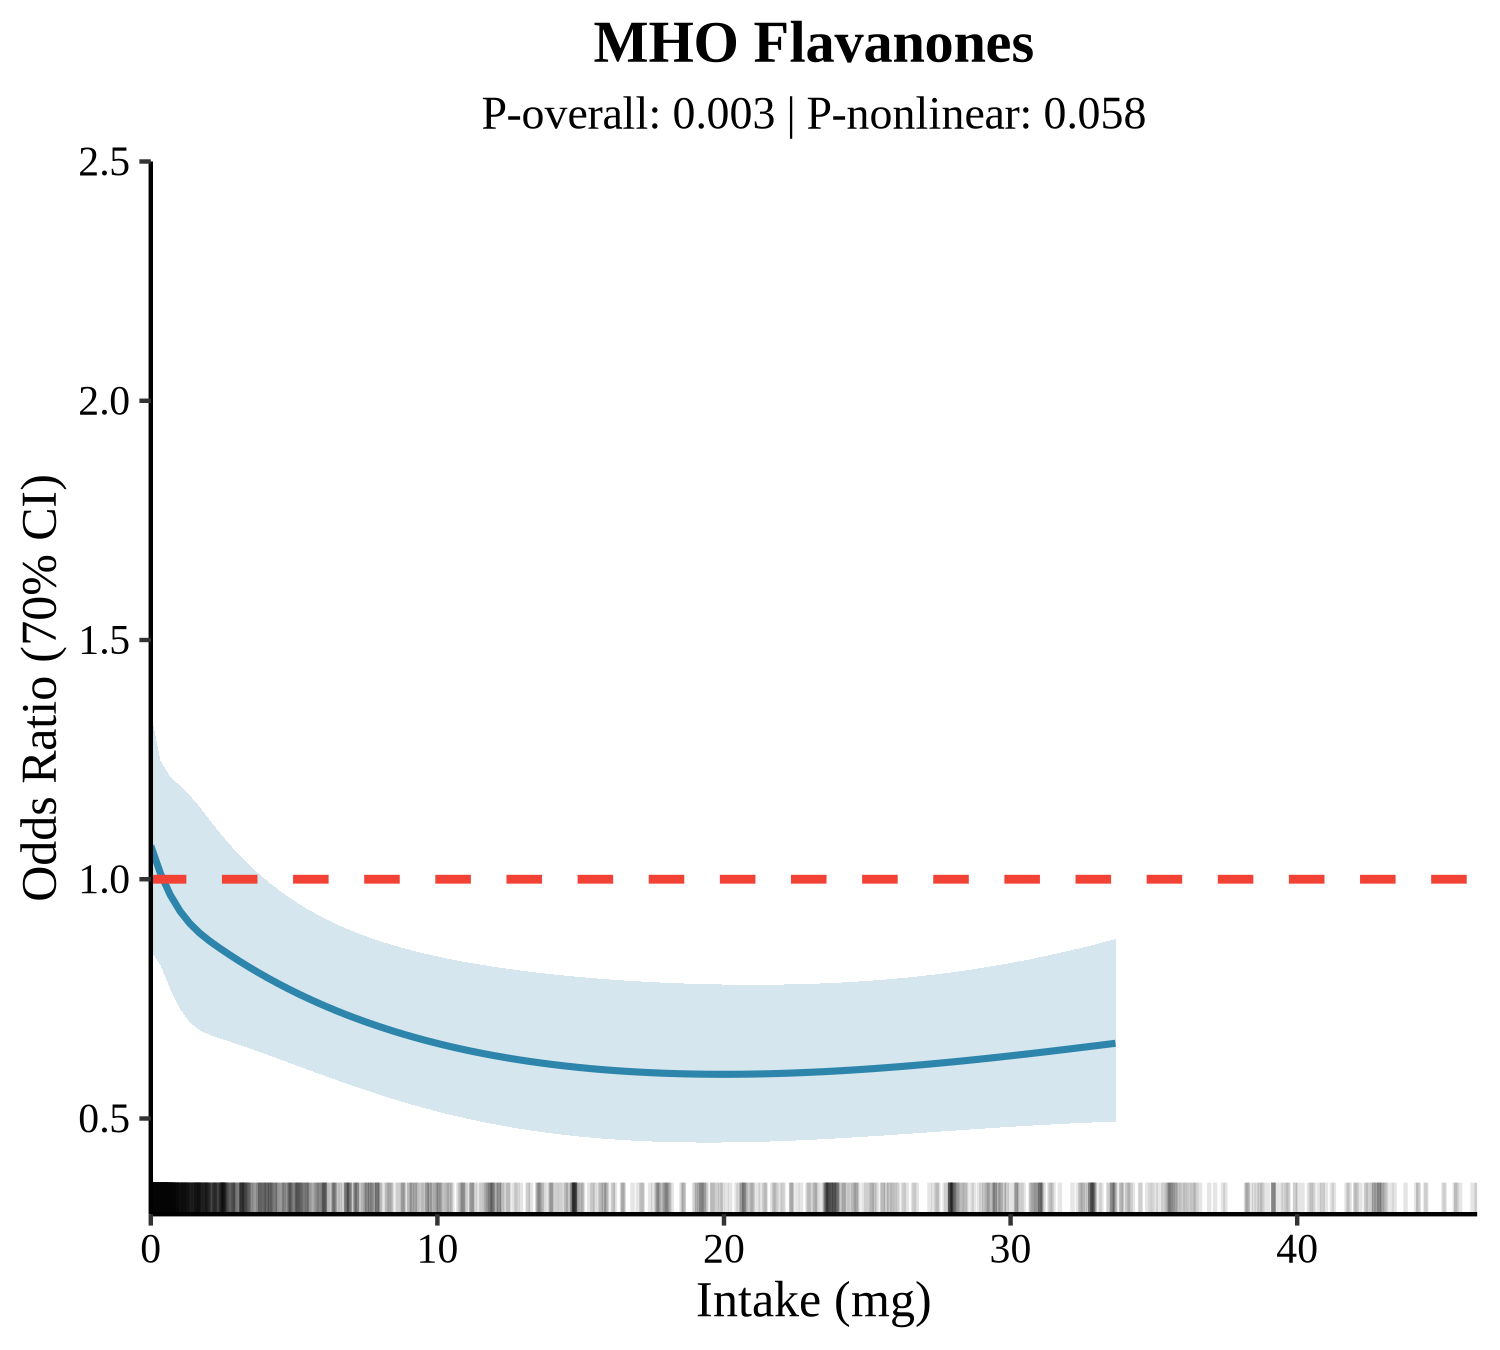 MHO Flavanones
P-overall: 0.003 | P-nonlinear: 0.058
Odds Ratio (70% CI)
2.5
2.0
1.5
1.0
0.5
0 10 20 30 40
Intake (mg)